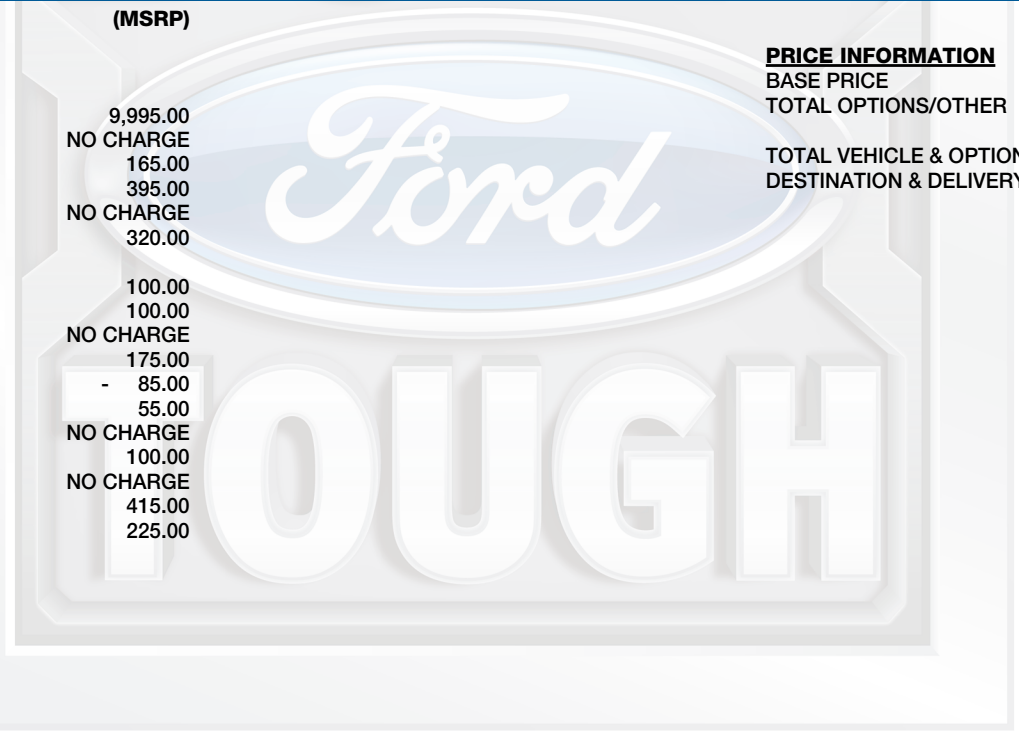 (MSRP)
9,995.00
NO CHARGE
165.00
395.00
NO CHARGE
320.00
100.00
100.00
NO CHARGE
175.00
- 85.00
55.00
NO CHARGE
100.00
NO CHARGE
415.00
225.00
PRICE INFORMATION
BASE PRICE
TOTAL OPTIONS/OTHER
TOTAL VEHICLE & OPTION
DESTINATION & DELIVERY
Ford
TOUGH